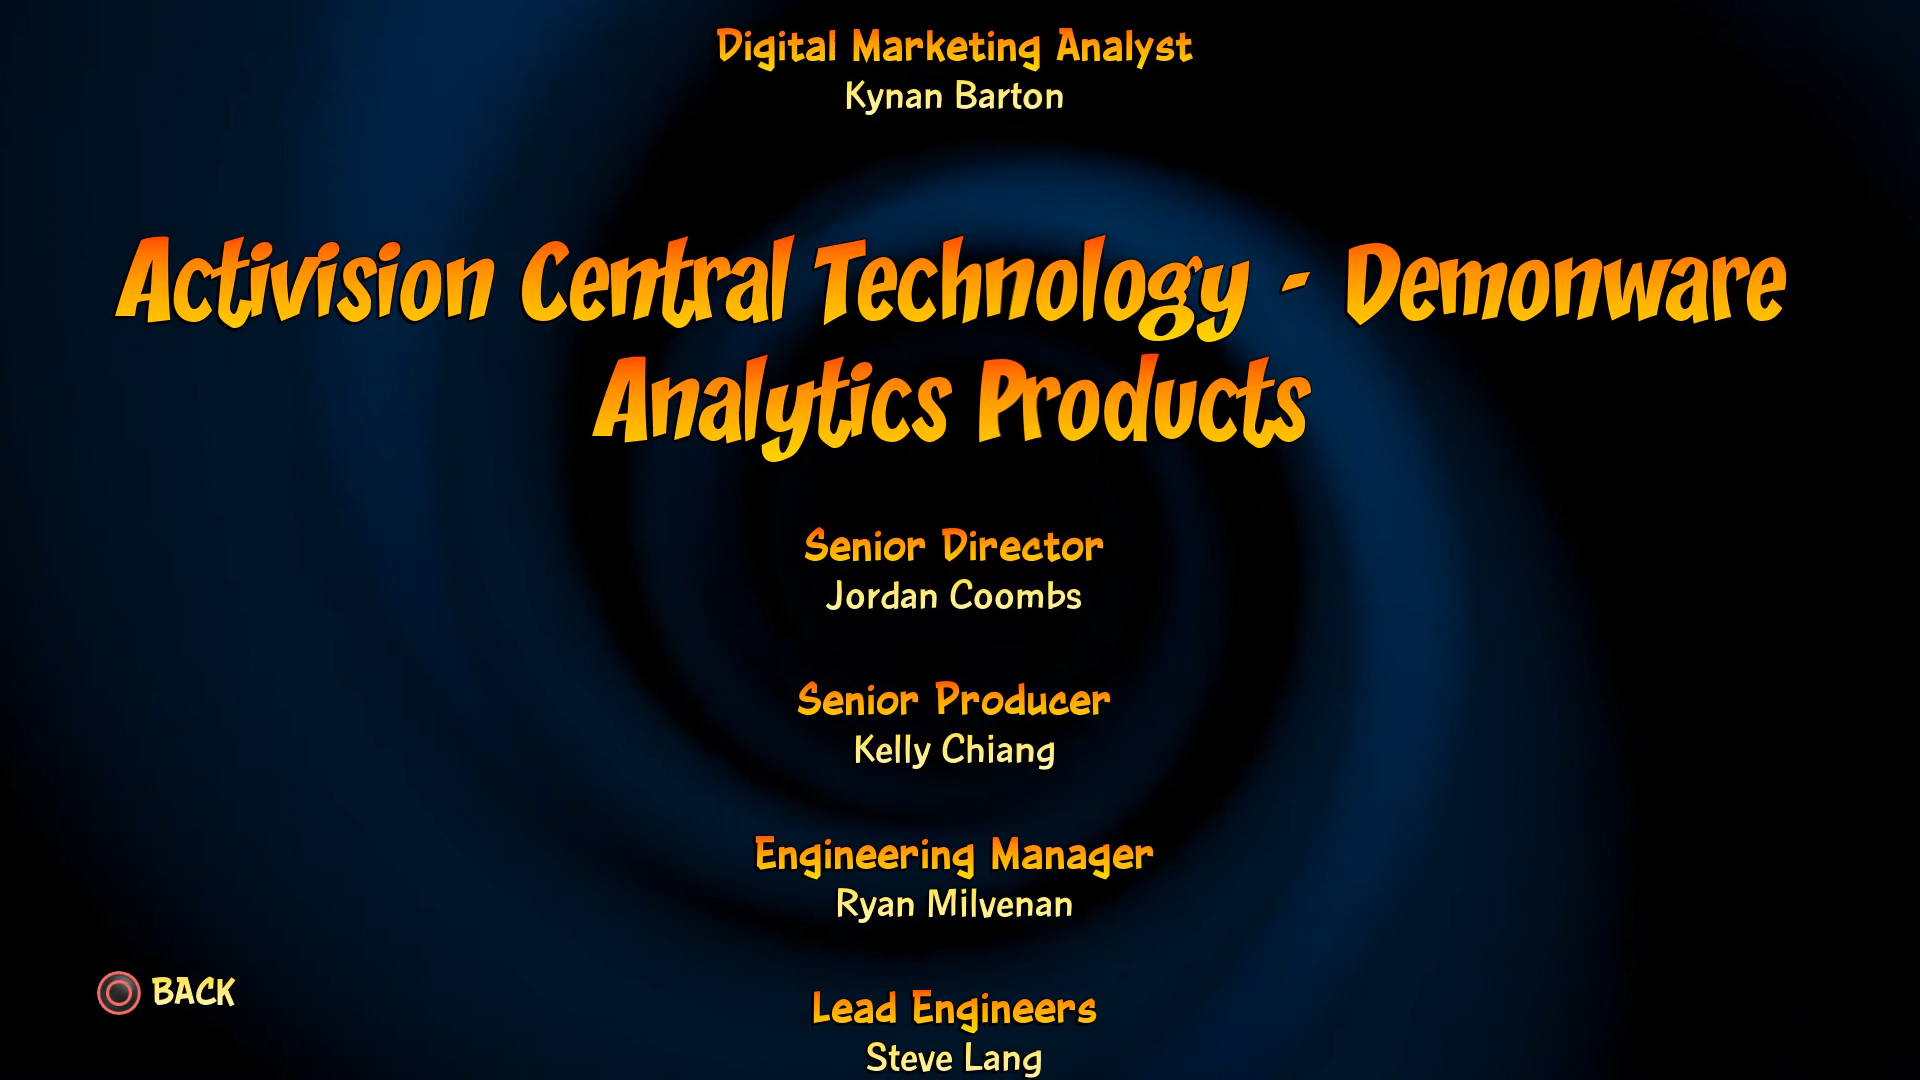 Digital Marketing Analyst
Kynan Barton
Activision Central Technology - Demonware
Analytics Products
Senior Director
Jordan Coombs
Senior Producer
Kelly Chiang
Engineering Manager
Ryan Milvenan
BACK
Lead Engineers
Steve Lang